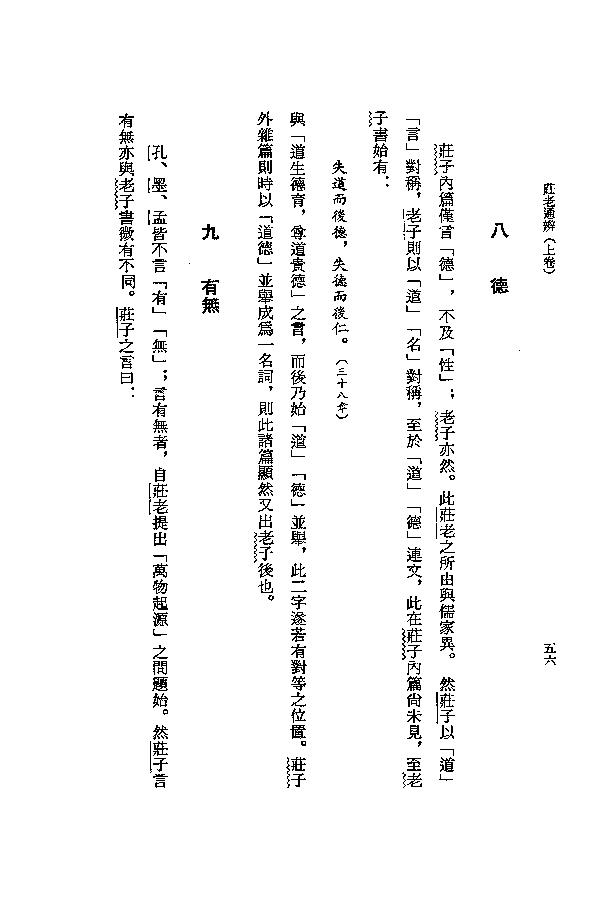 莊老通辨（上卷）
五六
八　德
莊子內篇僅言「德」，不及「性」；老子亦然。此莊老之所由與儒家異。然莊子以「道」
「言」對稱，老子則以「道」「名」對稱，至於「道」「德」連文，此在莊子內篇尚未見，至老
子書始有：
失道而後德，失德而後仁。（三十八章）
與「道生德育，尊道貴德」之言，而後乃始「道」「德」並舉，此二字遂若有對等之位置。莊子
外雜篇則時以「道德」並舉成爲一名詞，則此諸篇顯然又出老子後也。
九　有無
孔、墨、孟皆不言「有」「無」；言有無者，自莊老提出「萬物起源」之問題始。然莊子言
有無亦與老子書微有不同。莊子之言曰：